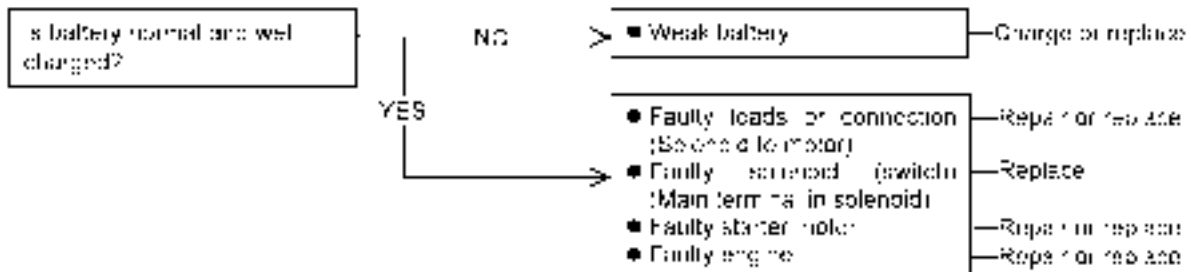 Is battery normal and well
charged?
NO
Weak battery
Charge or replace
YES
Faulty leads or connection
(Solenoid to motor)
Repair or replace
Faulty solenoid (switch)
(Main terminal in solenoid)
Replace
Faulty starter motor
Repair or replace
Faulty engine
Repair or replace